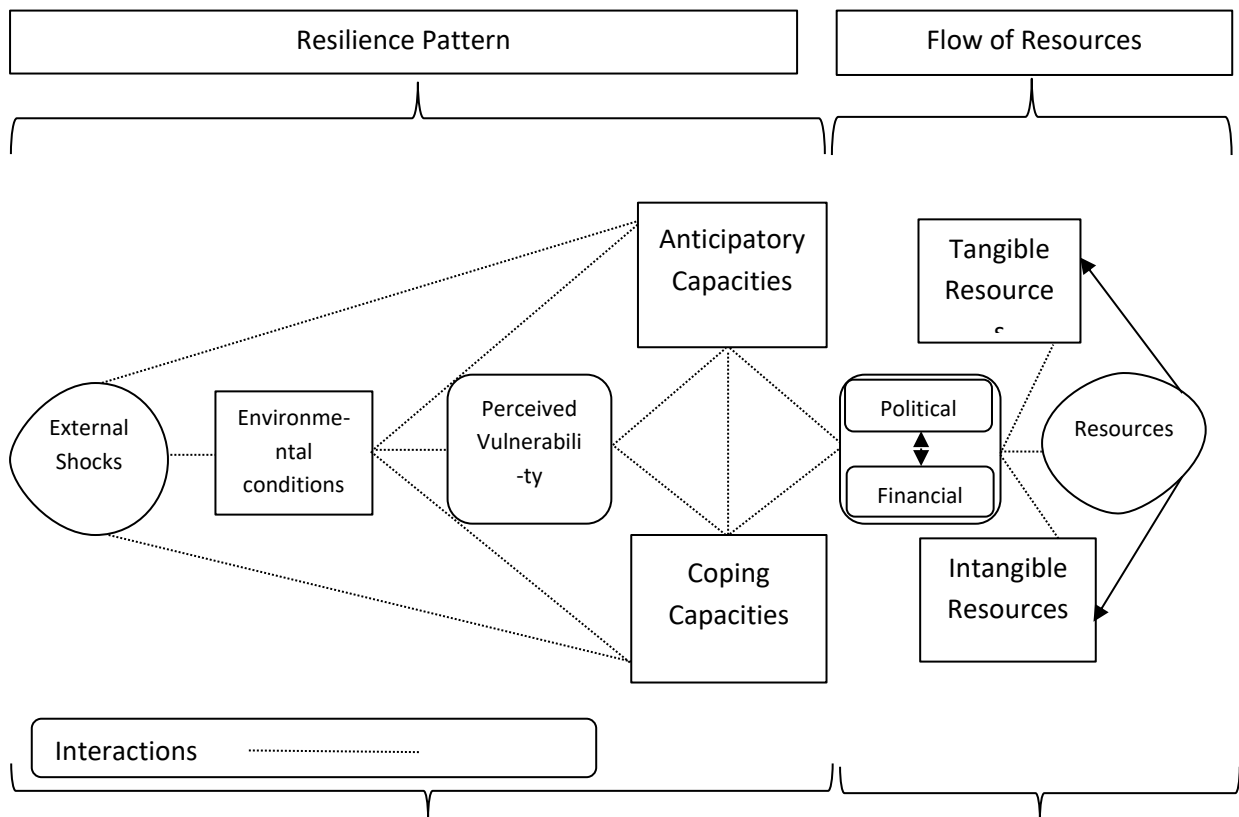 Resilience Pattern
Flow of Resources
Anticipatory
Capacities
Tangible
Resource
s
External
Shocks
Environme-
ntal
conditions
Perceived
Vulnerabili
-ty
Political
Financial
Resources
Coping
Capacities
Intangible
Resources
Interactions